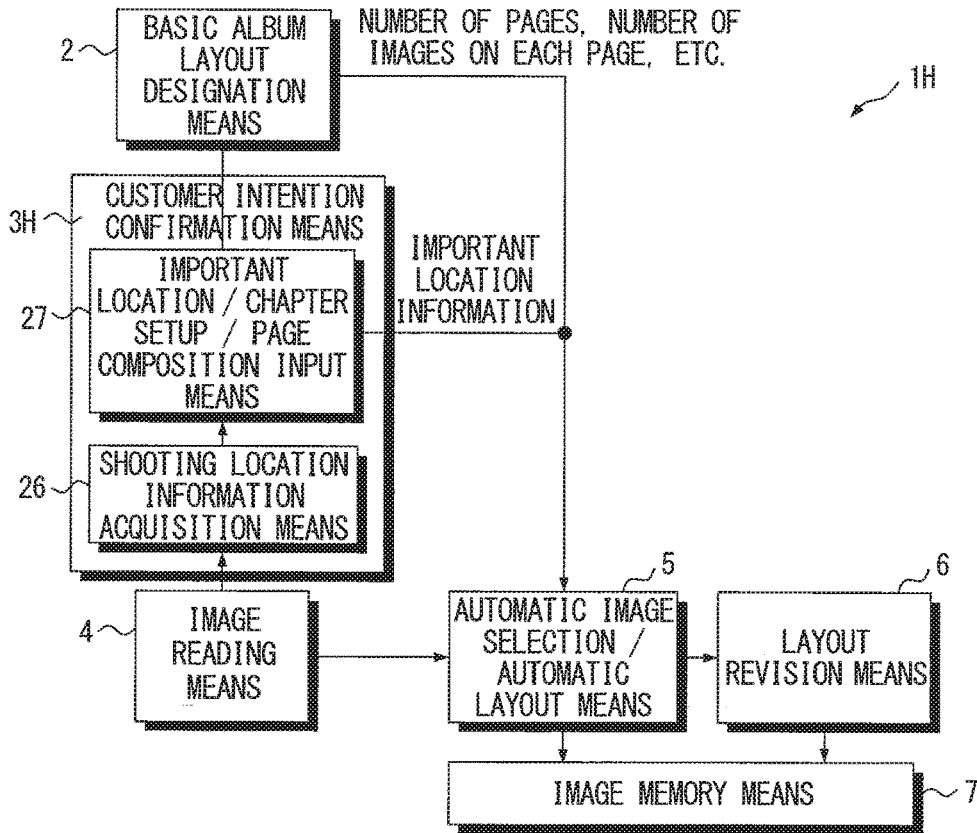 2
BASIC ALBUM
LAYOUT
DESIGNATION
MEANS
NUMBER OF PAGES, NUMBER OF
IMAGES ON EACH PAGE, ETC.
1H
3H
CUSTOMER INTENTION
CONFIRMATION MEANS
27
IMPORTANT
LOCATION / CHAPTER
SETUP / PAGE
COMPOSITION INPUT
MEANS
IMPORTANT
LOCATION
INFORMATION
26
SHOOTING LOCATION
INFORMATION
ACQUISITION MEANS
4
IMAGE
READING
MEANS
5
AUTOMATIC IMAGE
SELECTION /
AUTOMATIC
LAYOUT MEANS
6
LAYOUT
REVISION MEANS
IMAGE MEMORY MEANS
7